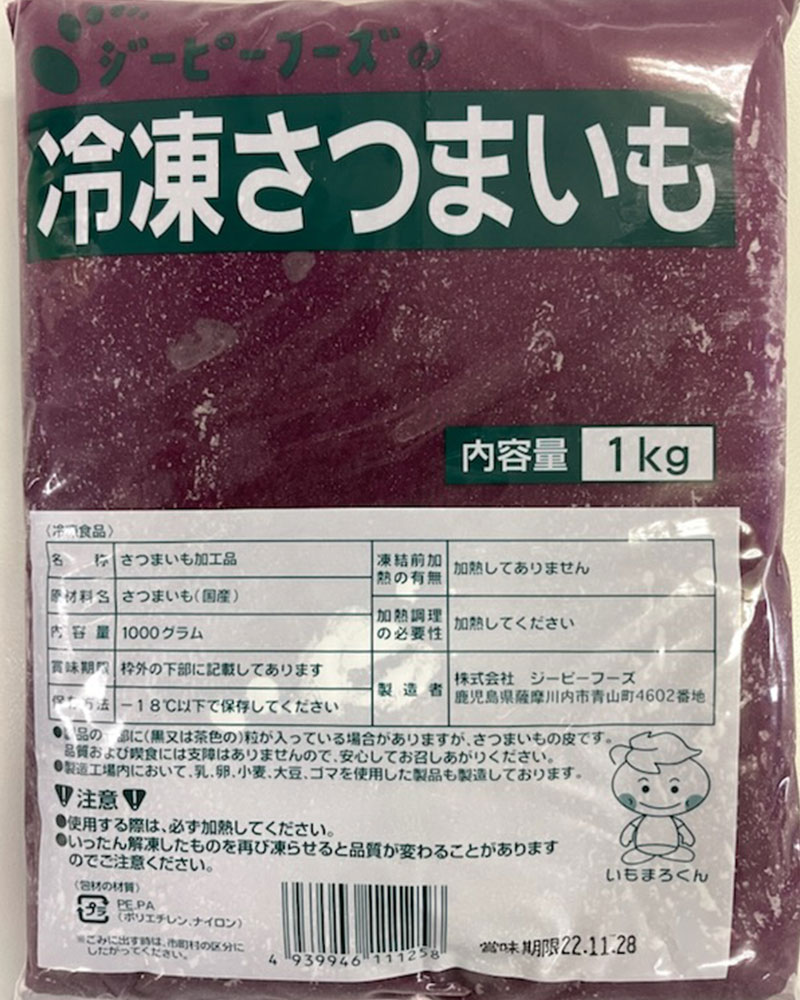 ジーピーフーズの
冷凍さつまいも
内容量 1kg
〈冷凍食品〉
名称 さつまいも加工品
原材料名 さつまいも(国産)
内容量 1000グラム
賞味期限 枠外の下部に記載してあります
保存方法 −18℃以下で保存してください
凍結前加熱の有無 加熱してありません
加熱調理の必要性 加熱してください
製造者 株式会社 ジーピーフーズ
鹿児島県薩摩川内市青山町4602番地
●製品の一部に(黒又は茶色の)粒が入っている場合がありますが、さつまいもの皮です。
品質および喫食には支障はありませんので、安心してお召しあがりください。
●製造工場内において、乳、卵、小麦、大豆、ゴマを使用した製品も製造しております。
注意
●使用する際は、必ず加熱してください。
●いったん解凍したものを再び凍らせると品質が変わることがあります
のでご注意ください。
いもまろくん
〈包材の材質〉
プラ
PE.PA
(ポリエチレン.ナイロン)
※ごみに出す時は、市町村の区分に
したがってください。
4 939946 111258
賞味期限22.11.28